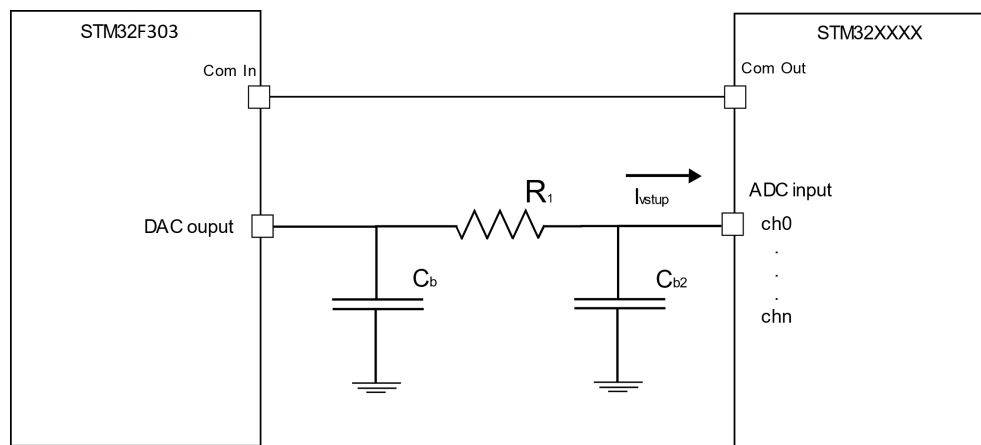 STM32F303
STM32XXXX
Com In
Com Out
R1
Ivstup
ADC input
DAC ouput
ch0
.
.
.
chn
Cb
Cb2